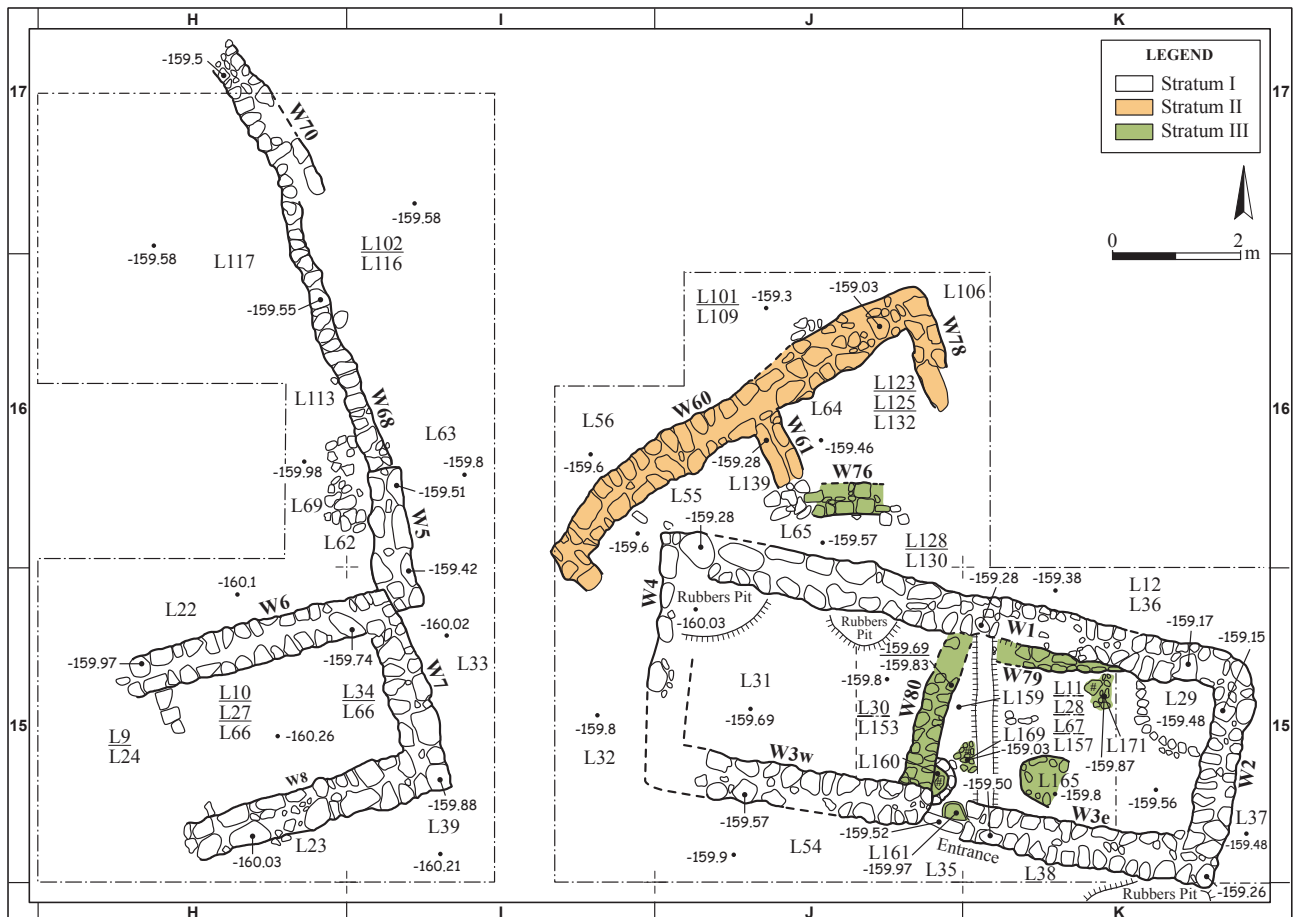 H
I
J
K
LEGEND
Stratum I
Stratum II
Stratum III
0
2
m
17
17
16
16
15
15
-159.5
W70
-159.58
-159.58
L117
L102
L116
-159.55
L113
W68
L63
-159.98
-159.8
L69
-159.51
W5
L62
-159.42
-160.1
L22
W6
-160.02
-159.97
-159.74
W7
L33
L10
L27
L66
L34
L66
L9
L24
-160.26
W8
-159.88
L23
-160.03
L39
-160.21
L101
L109
-159.3
-159.03
L106
W78
L56
W60
L64
L123
L125
L132
-159.6
-159.28
W61
-159.46
L139
W76
L55
-159.28
L65
-159.6
-159.57
L128
L130
-159.28
-159.38
L12
L36
W4
Rubbers Pit
-160.03
Rubbers
Pit
-159.69
-159.83
W1
-159.17
-159.15
W79
L31
-159.8
W80
L159
L11
L28
L67
L157
L29
-159.69
L30
L153
-159.48
-159.8
L32
L169
-159.03
L171
W3w
L160
-159.50
-159.87
W2
L165
-159.8
-159.56
-159.57
-159.52
W3e
L37
-159.48
L54
L161
Entrance
-159.9
-159.97
L35
L38
-159.26
Rubbers Pit
H
I
J
K